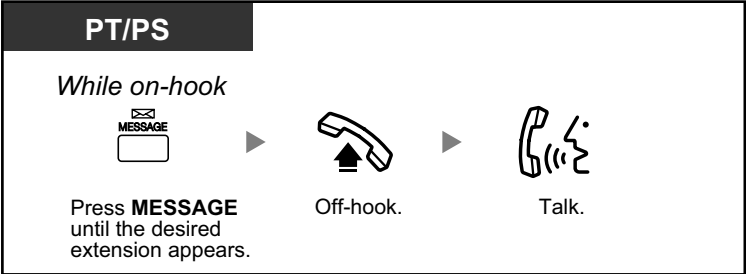 PT/PS
While on-hook
MESSAGE
Press MESSAGE
until the desired
extension appears.
Off-hook.
Talk.